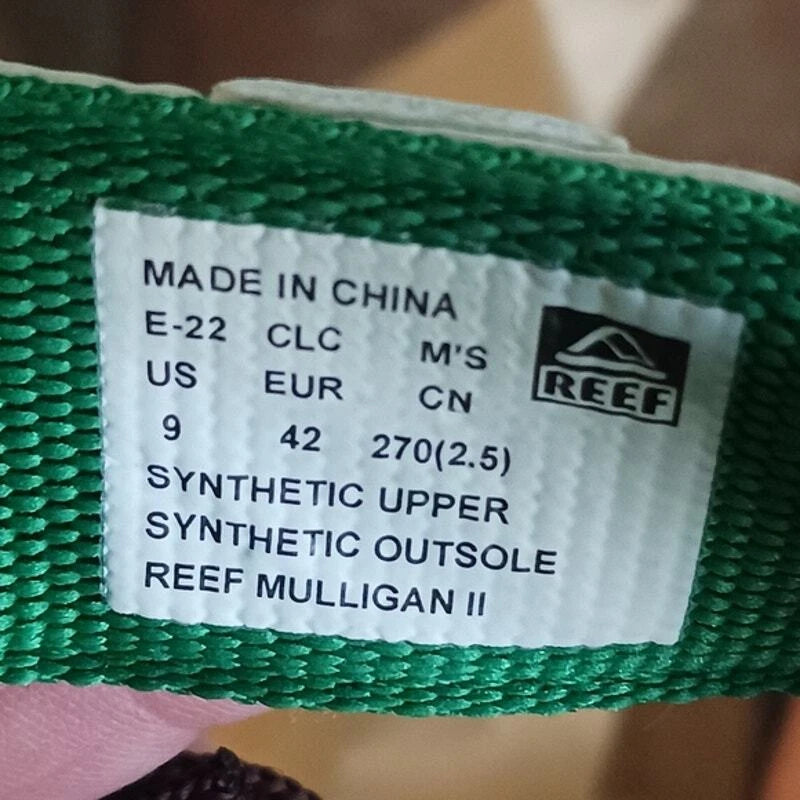 MADE IN CHINA
E-22 CLC M'S
US EUR CN
9 42 270(2.5)
SYNTHETIC UPPER
SYNTHETIC OUTSOLE
REEF MULLIGAN II
REEF